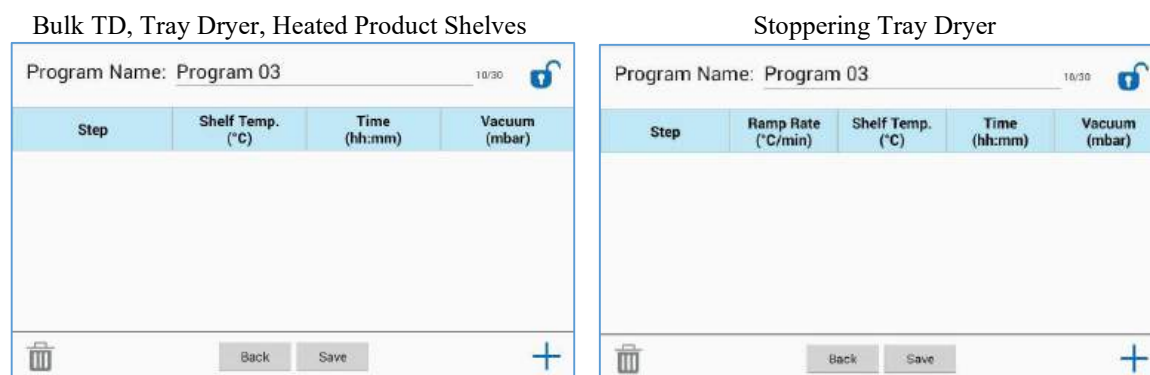 Bulk TD, Tray Dryer, Heated Product Shelves
Program Name: Program 03 10/30
Step Shelf Temp. (°C) Time (hh:mm) Vacuum (mbar)
Back Save
Stoppering Tray Dryer
Program Name: Program 03 10/30
Step Ramp Rate (°C/min) Shelf Temp. (°C) Time (hh:mm) Vacuum (mbar)
Back Save